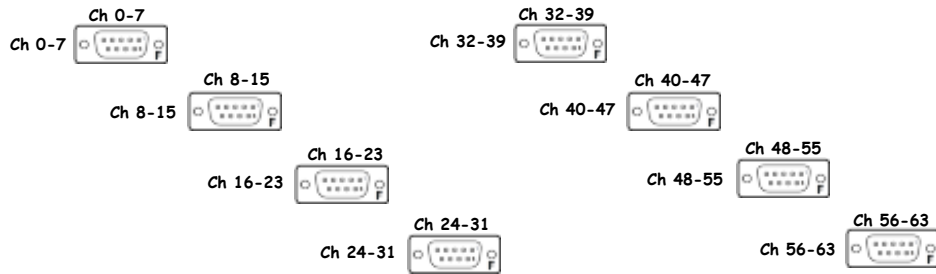 Ch 0-7
Ch 0-7
F
Ch 8-15
Ch 8-15
F
Ch 16-23
Ch 16-23
F
Ch 24-31
Ch 24-31
F
Ch 32-39
Ch 32-39
F
Ch 40-47
Ch 40-47
F
Ch 48-55
Ch 48-55
F
Ch 56-63
Ch 56-63
F